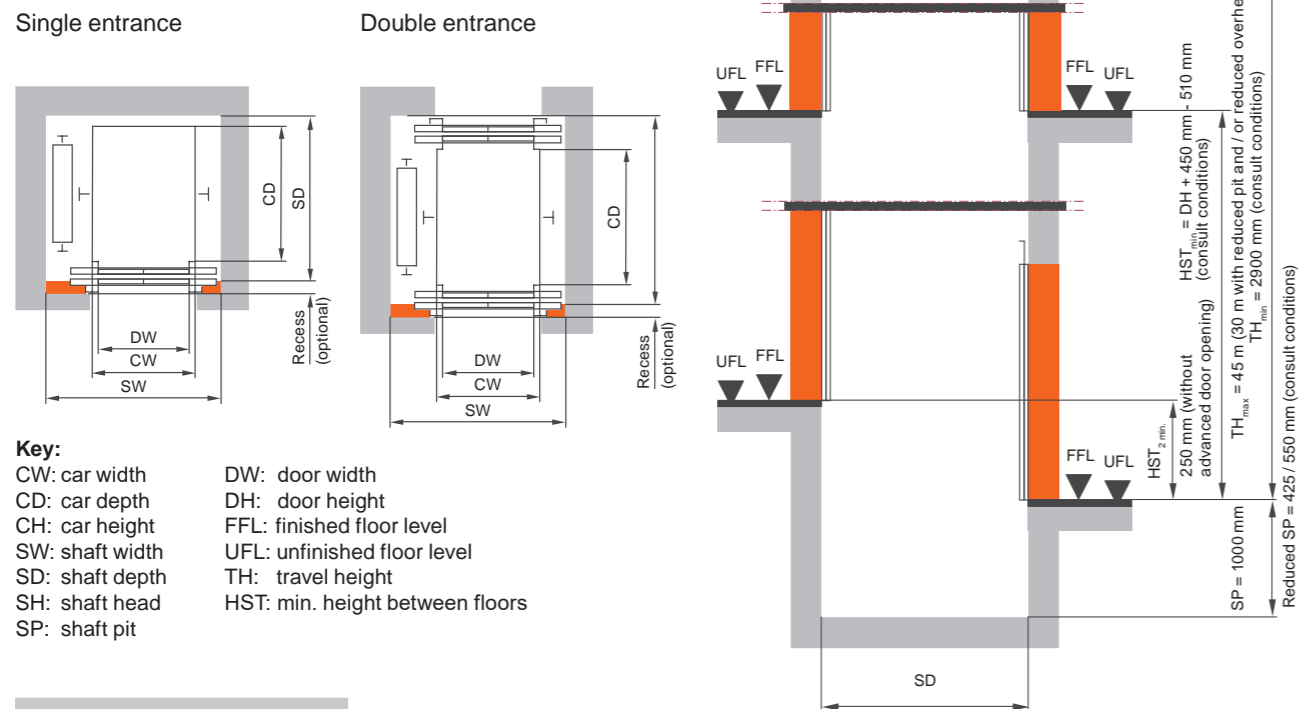 Single entrance
Double entrance
CD
SD
DW
CW
SW
Recess
(optional)
CD
DW
CW
SW
Recess
(optional)
Key:
CW: car width
CD: car depth
CH: car height
SW: shaft width
SD: shaft depth
SH: shaft head
SP: shaft pit
DW: door width
DH: door height
FFL: finished floor level
UFL: unfinished floor level
TH: travel height
HST: min. height between floors
UFL FFL
FFL UFL
UFL FFL
FFL UFL
HST2 min.
250 mm (without
advanced door opening)
HSTmin = DH + 450 mm - 510 mm
(consult conditions)
THmax = 45 m (30 m with reduced pit and / or reduced
THmin = 2900 mm (consult conditions)
SP = 1000 mm
Reduced SP = 425 / 550 mm (consult conditions)
SD